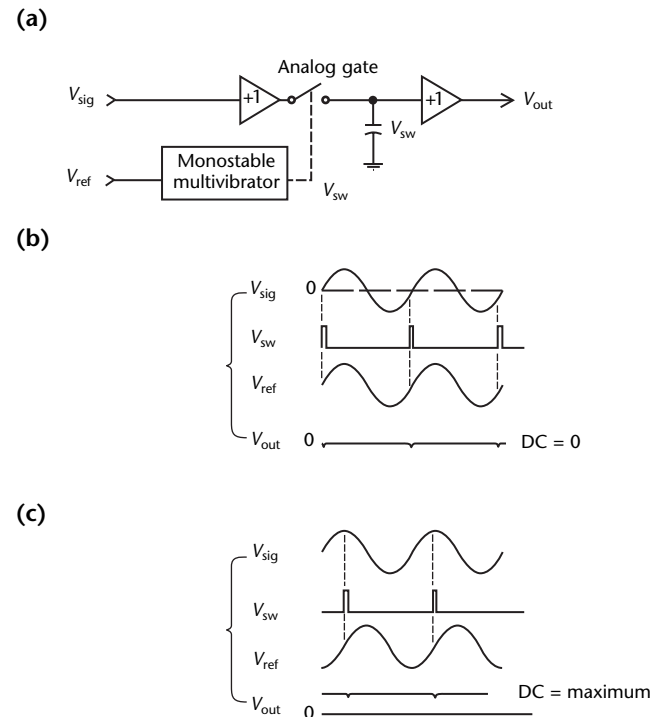 (a)
Analog gate
V_sig
+1
+1
V_out
V_sw
V_ref
Monostable
multivibrator
V_sw
(b)
V_sig
0
V_sw
V_ref
V_out
0
DC = 0
(c)
V_sig
V_sw
V_ref
V_out
0
DC = maximum